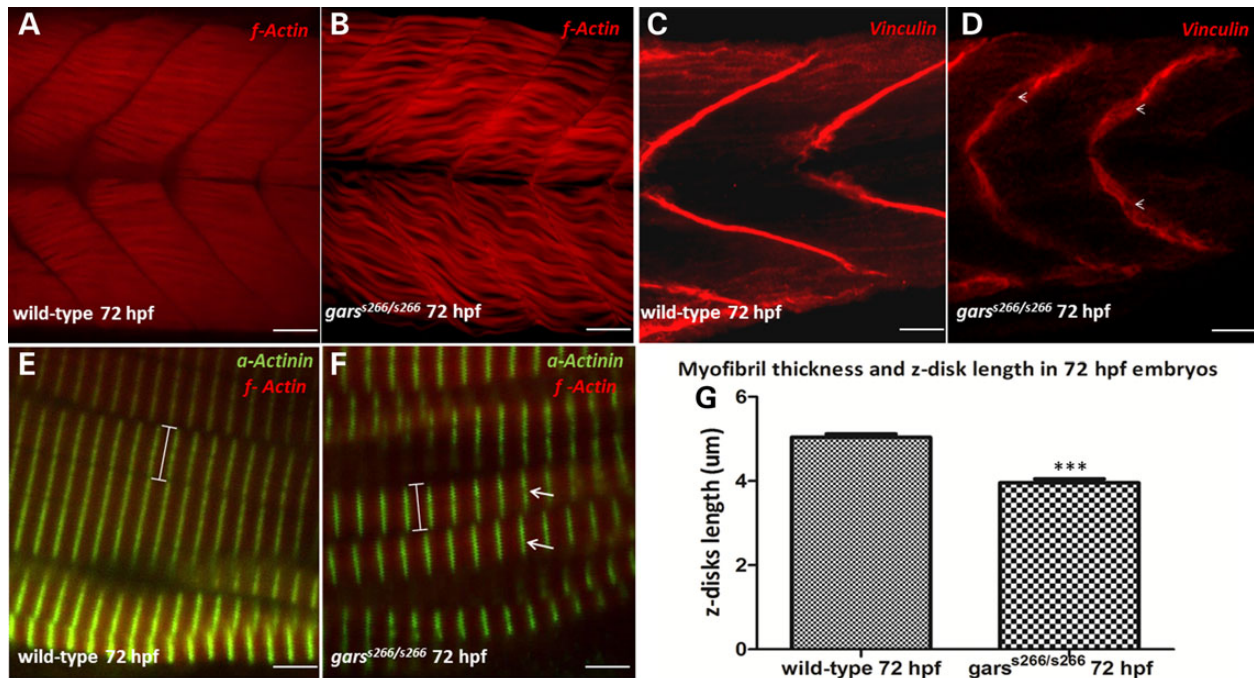 A
f-Actin
wild-type 72 hpf
B
f-Actin
gars^s266/s266 72 hpf
C
Vinculin
wild-type 72 hpf
D
Vinculin
gars^s266/s266 72 hpf
E
α-Actinin
f- Actin
wild-type 72 hpf
F
α-Actinin
f -Actin
gars^s266/s266 72 hpf
Myofibril thickness and z-disk length in 72 hpf embryos
G
z-disks length (um)
6
4
2
0
***
wild-type 72 hpf
gars^s266/s266 72 hpf